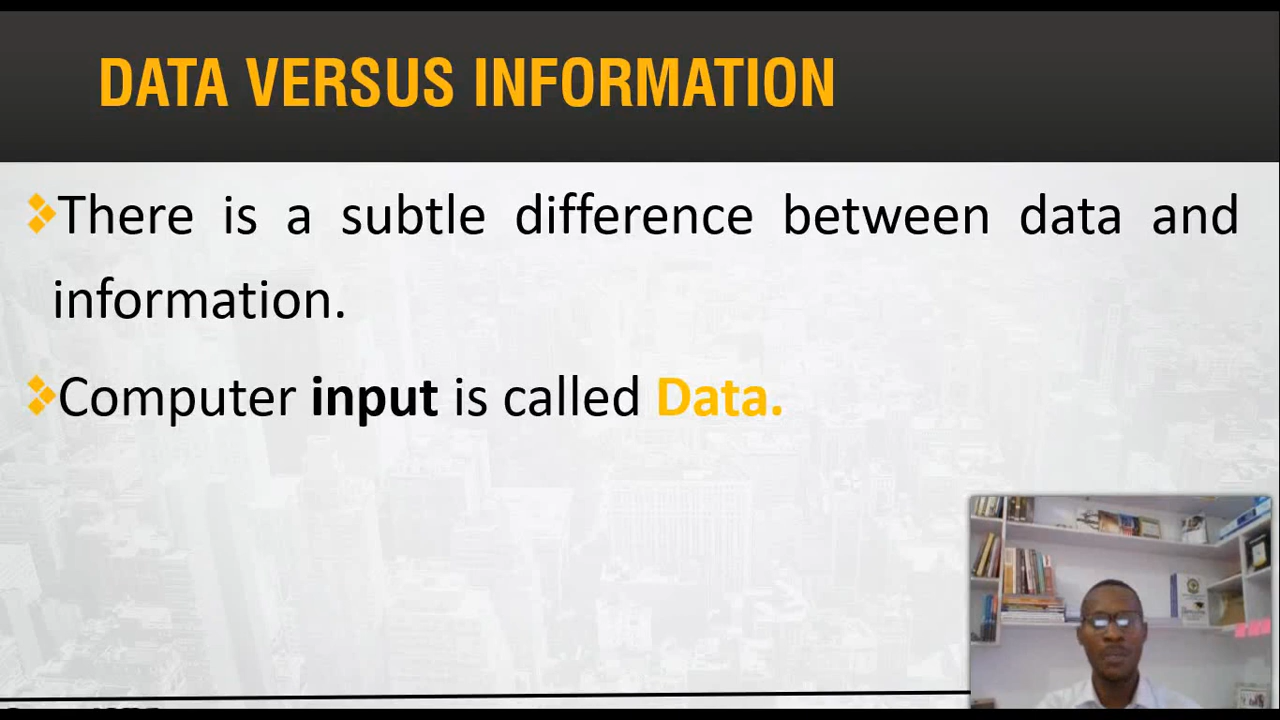 DATA VERSUS INFORMATION
There is a subtle difference between data and
information.
Computer input is called Data.